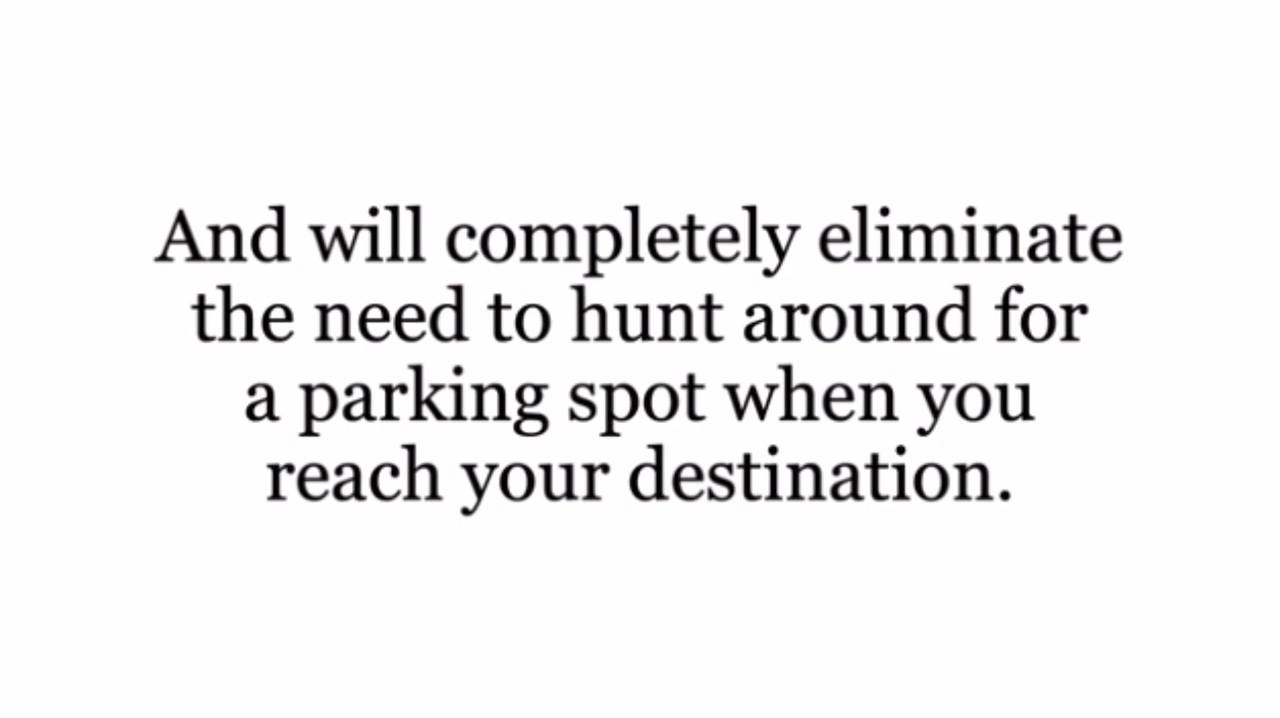 And will completely eliminate
the need to hunt around for
a parking spot when you
reach your destination.